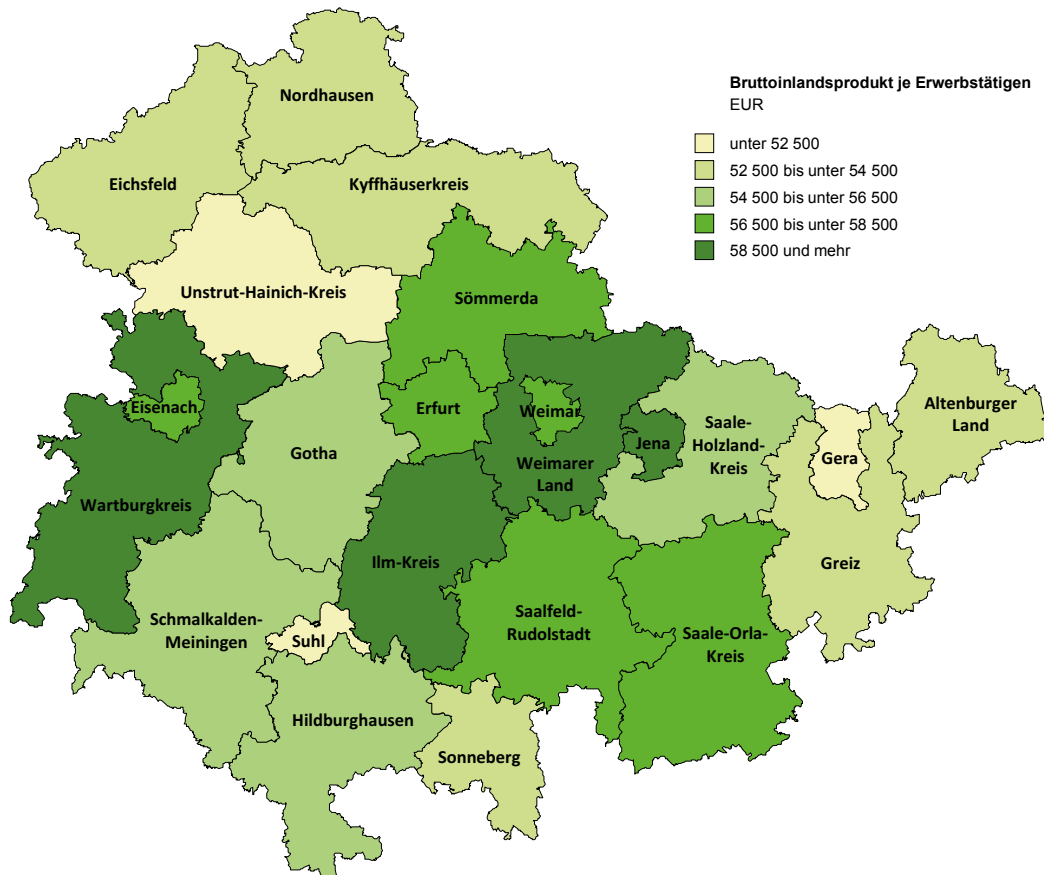 Bruttoinlandsprodukt je Erwerbstätigen
EUR
unter 52 500
52 500 bis unter 54 500
54 500 bis unter 56 500
56 500 bis unter 58 500
58 500 und mehr
Nordhausen
Eichsfeld
Kyffhäuserkreis
Unstrut-Hainich-Kreis
Sömmerda
Eisenach
Erfurt
Weimar
Altenburger
Land
Saale-
Holzland-
Kreis
Jena
Gotha
Weimarer
Land
Gera
Wartburgkreis
Ilm-Kreis
Greiz
Schmalkalden-
Meiningen
Suhl
Saalfeld-
Rudolstadt
Saale-Orla-
Kreis
Hildburghausen
Sonneberg